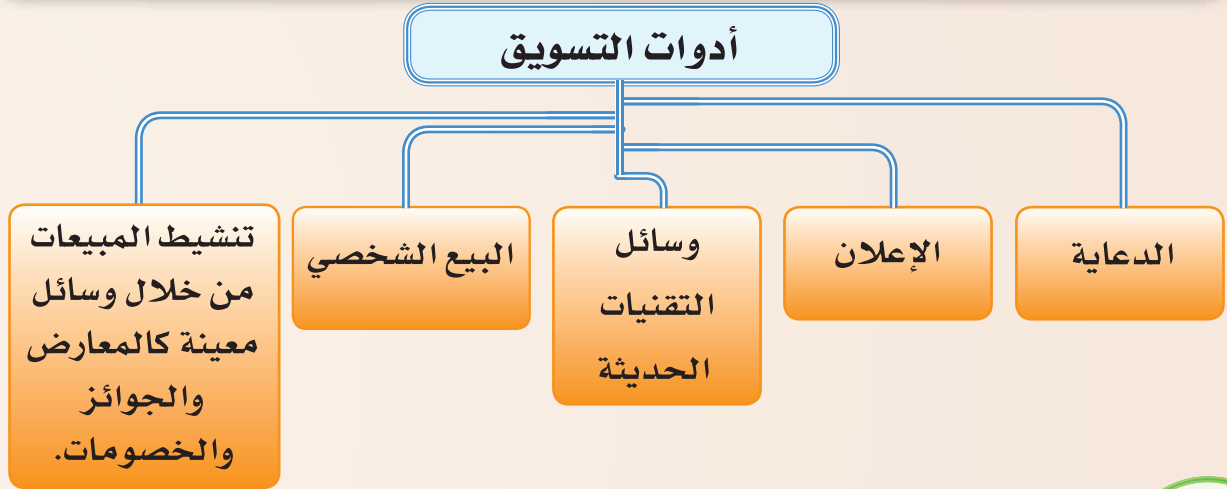 أدوات التسويق
الدعاية
الإعلان
وسائل
التقنيات
الحديثة
البيع الشخصي
تنشيط المبيعات
من خلال وسائل
معينة كالمعارض
والجوائز
والخصومات.